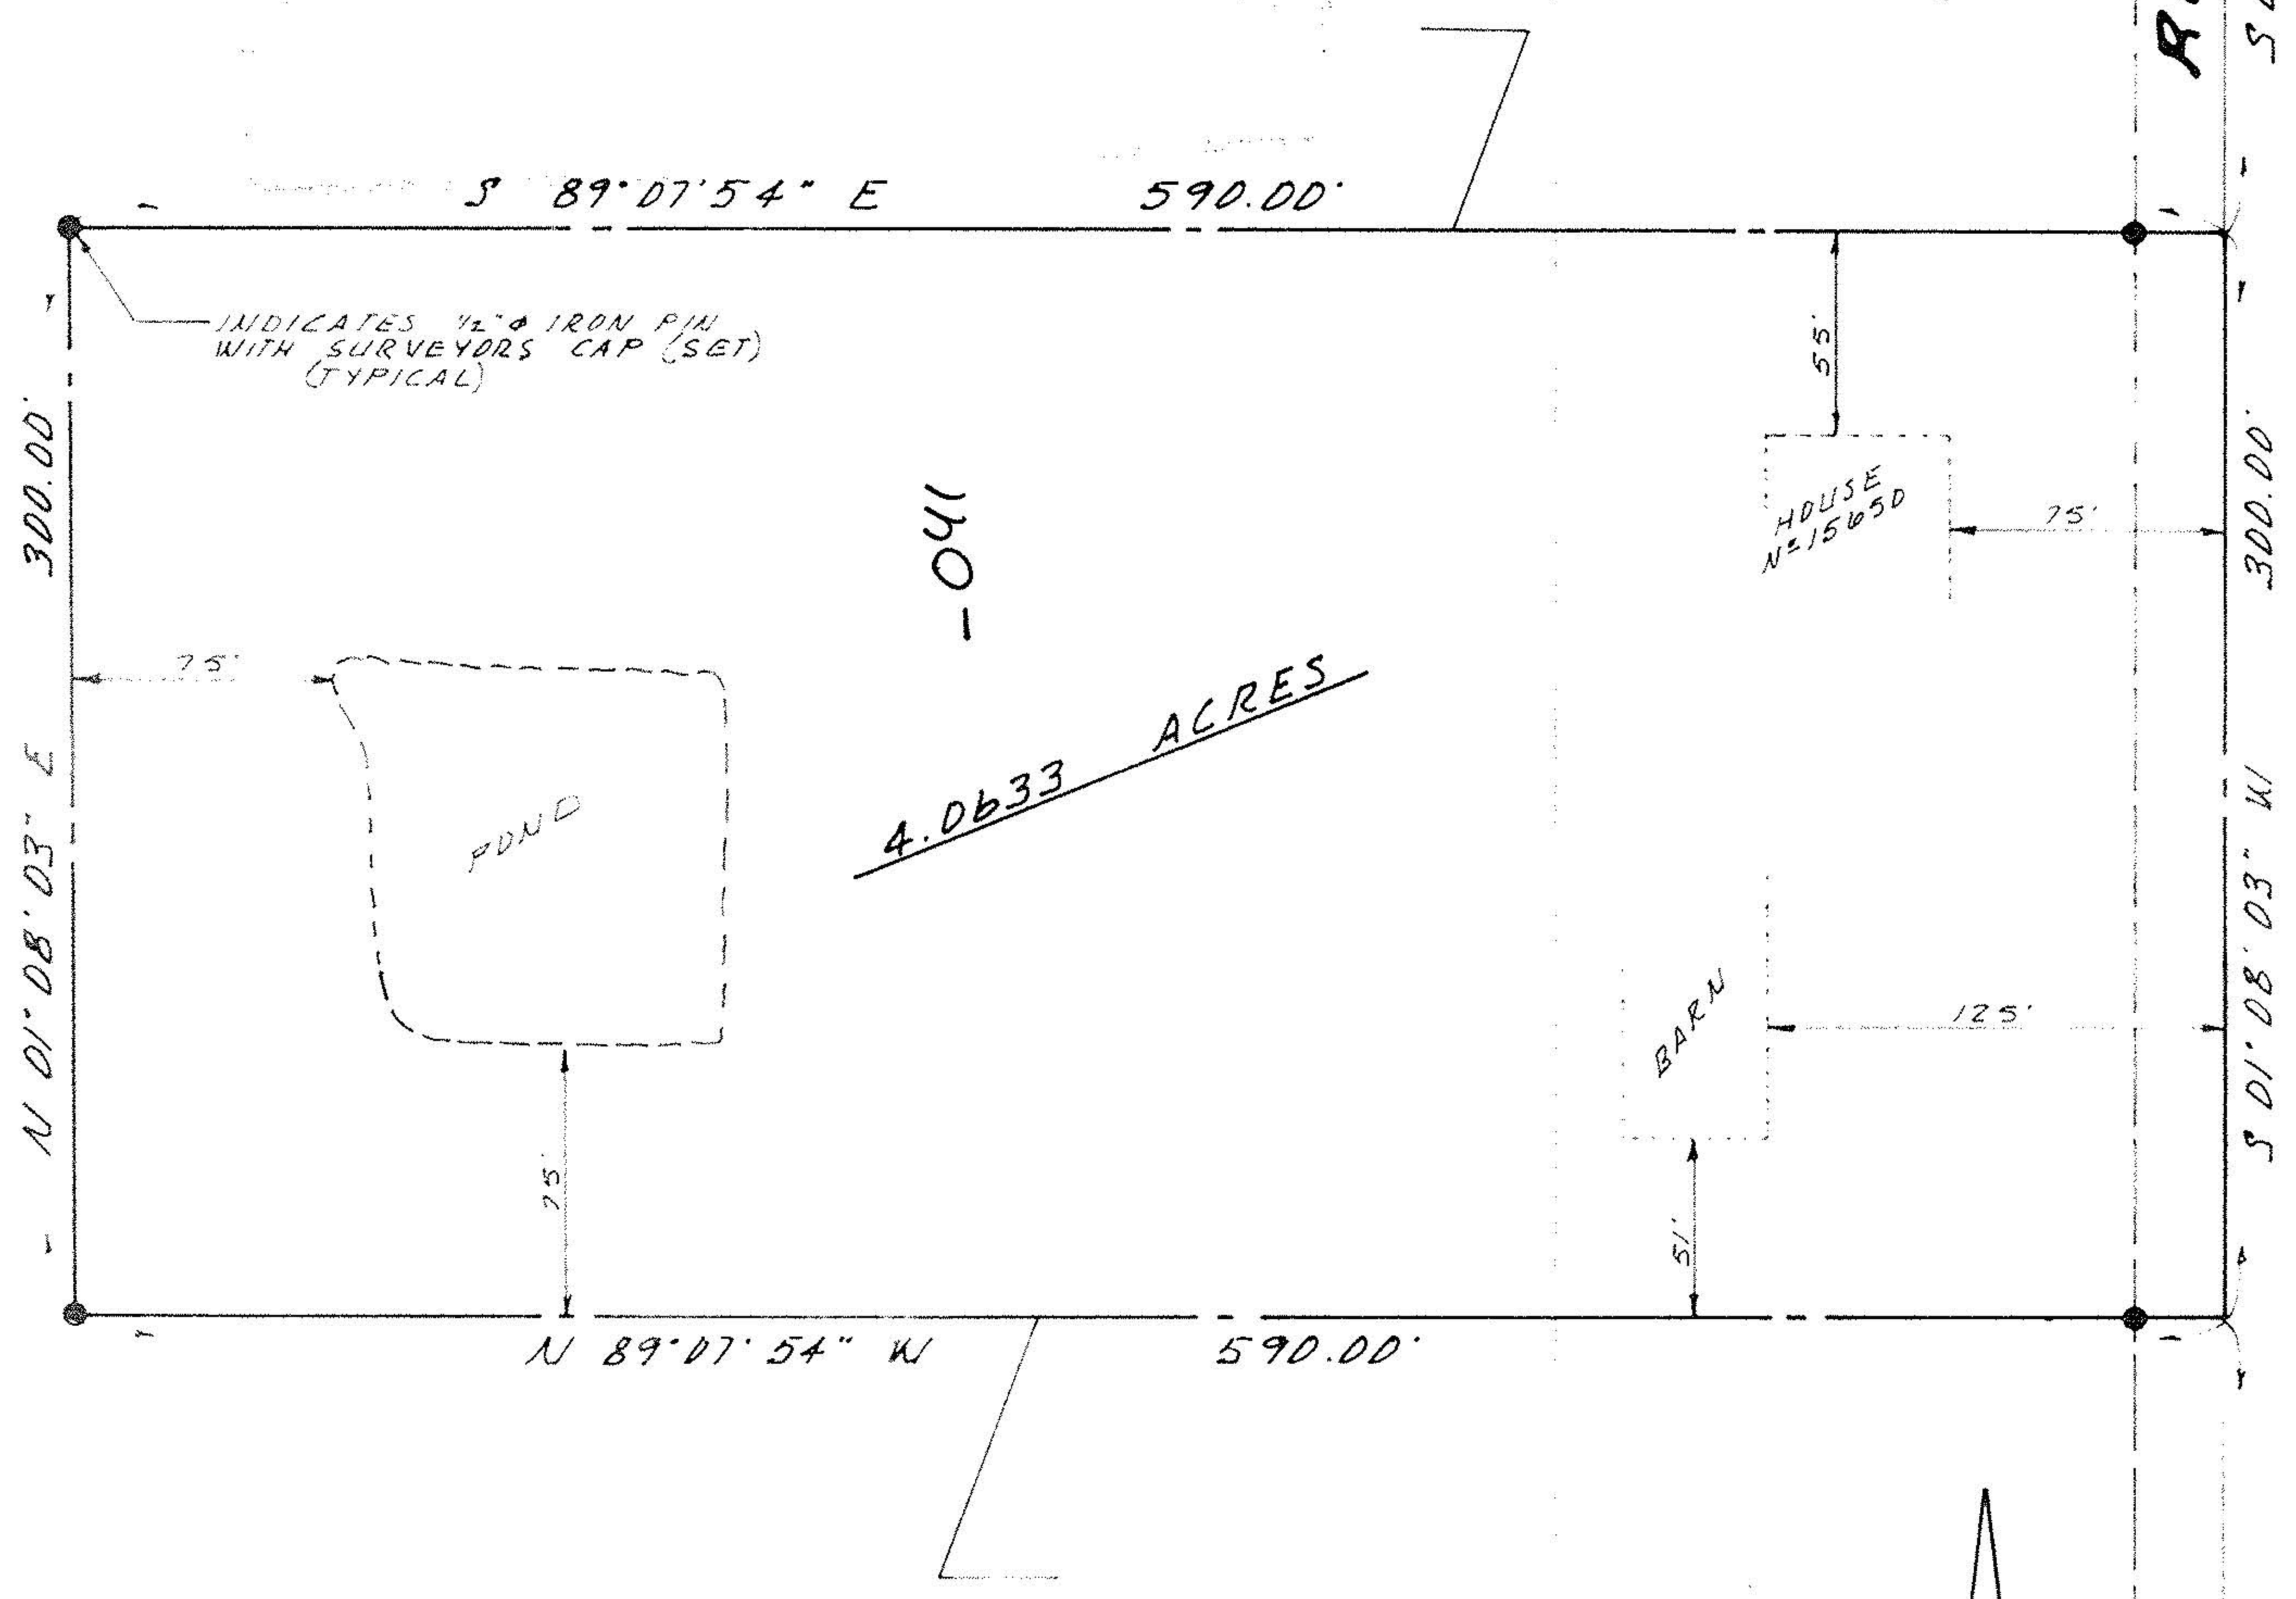 S 89°07'54" E 590.00'
INDICATES 1/2"ϕ IRON PIN
WITH SURVEYORS CAP (SET)
(TYPICAL)
300.00'
N 01°08'03" E
55'
HOUSE
Nº15650
75'
300.00'
S 01°08'03" W
-041
75'
POND
4.0633 ACRES
BARN
125'
75'
51'
N 89°07'54" W 590.00'